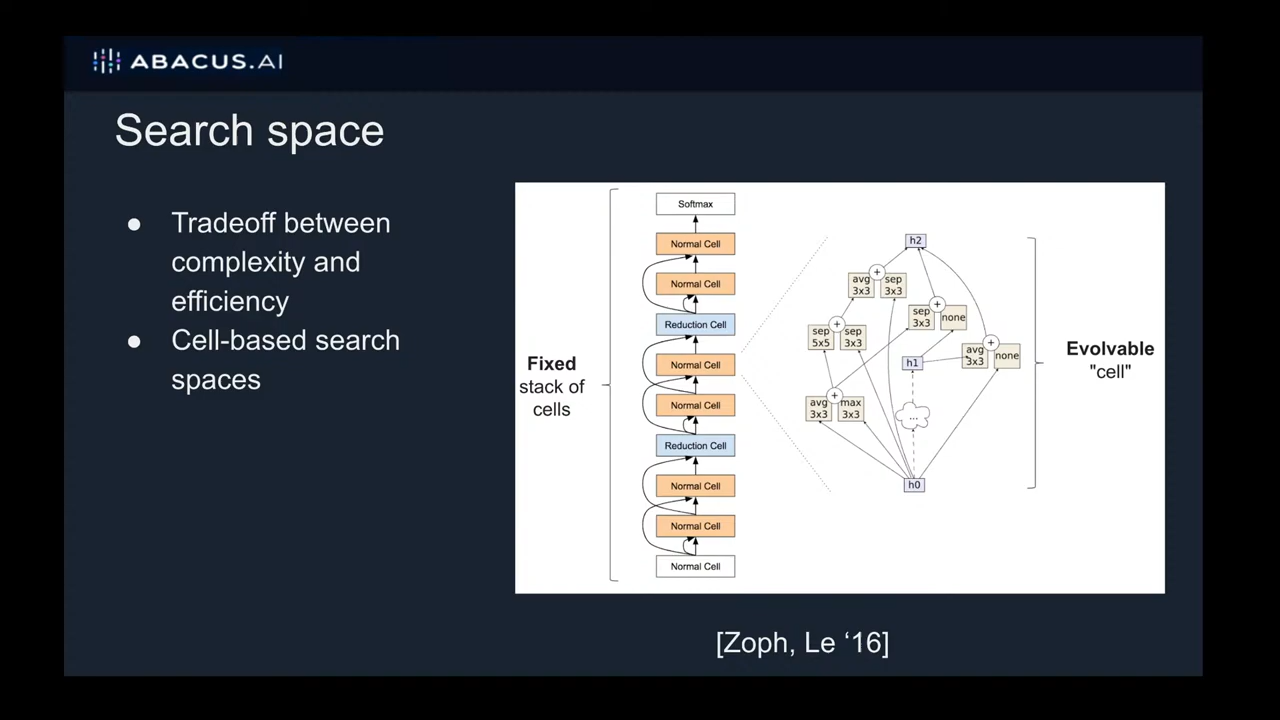 ABACUS.AI
Search space
● Tradeoff between
complexity and
efficiency
● Cell-based search
spaces
Fixed
stack of
cells
Softmax
Normal Cell
Normal Cell
Reduction Cell
Normal Cell
Normal Cell
Reduction Cell
Normal Cell
Normal Cell
Normal Cell
h2
+
avg
3x3
sep
3x3
+
sep
3x3
none
+
sep
5x5
sep
3x3
+
avg
3x3
none
h1
+
avg
3x3
max
3x3
...
h0
Evolvable
"cell"
[Zoph, Le ‘16]